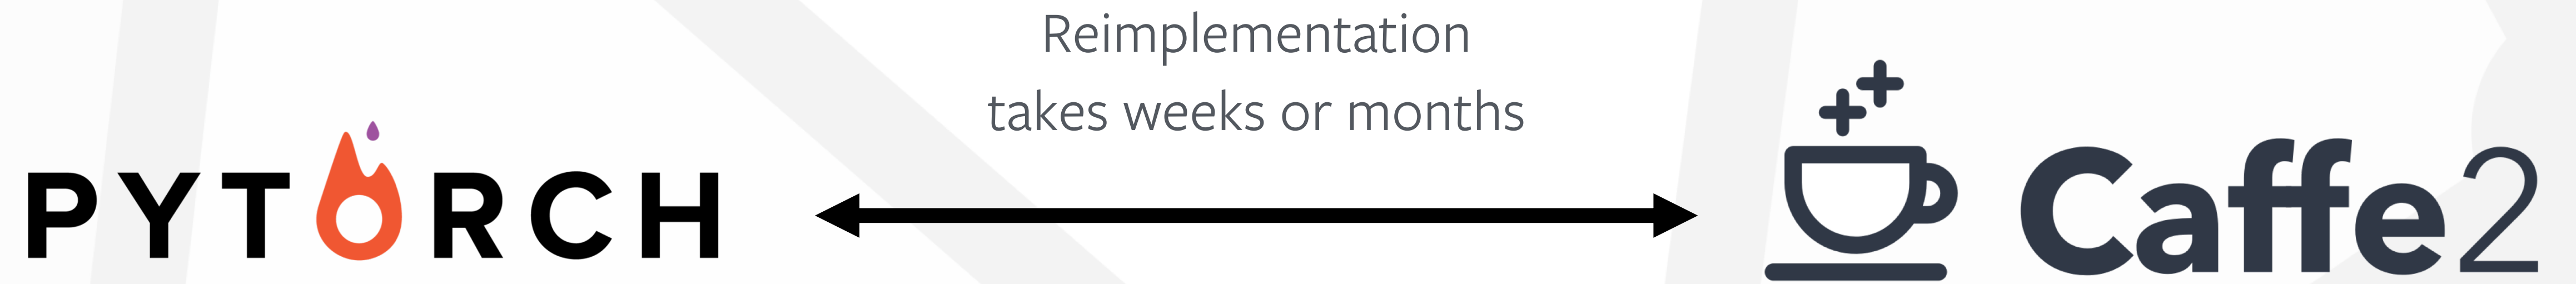 Reimplementation
takes weeks or months
PYTORCH
Caffe2